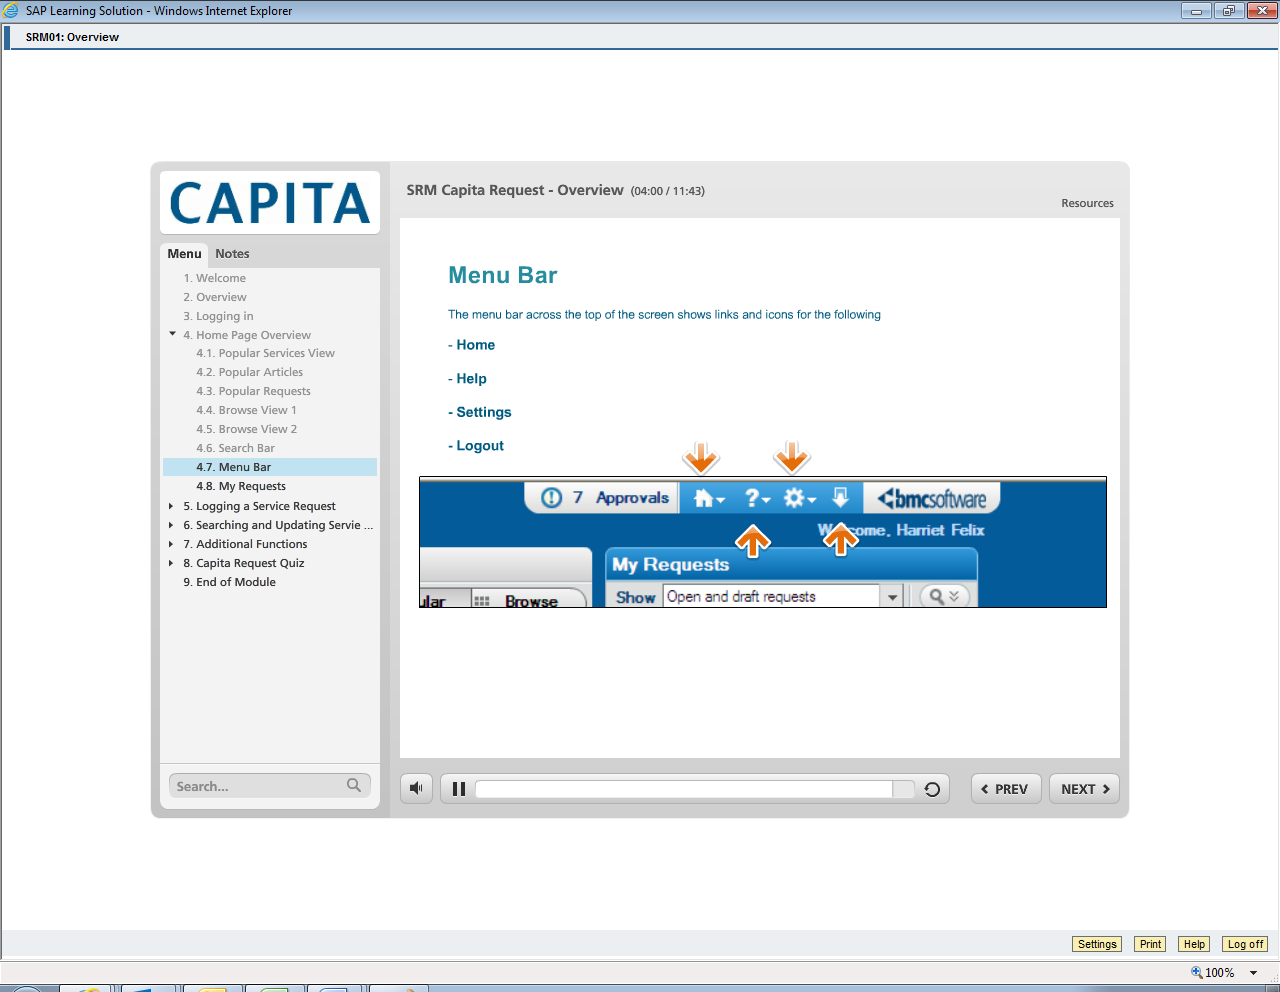 SAP Learning Solution - Windows Internet Explorer
SRM01: Overview
CAPITA
SRM Capita Request - Overview (04:00 / 11:43)
Resources
Menu Notes
1. Welcome
2. Overview
3. Logging in
4. Home Page Overview
4.1. Popular Services View
4.2. Popular Articles
4.3. Popular Requests
4.4. Browse View 1
4.5. Browse View 2
4.6. Search Bar
4.7. Menu Bar
4.8. My Requests
5. Logging a Service Request
6. Searching and Updating Servie ...
7. Additional Functions
8. Capita Request Quiz
9. End of Module
Search...
Menu Bar
The menu bar across the top of the screen shows links and icons for the following
- Home
- Help
- Settings
- Logout
7 Approvals bmcsoftware
Harriet Felix
My Requests
Browse Show Open and draft requests
PREV NEXT
Settings Print Help Log off
100%